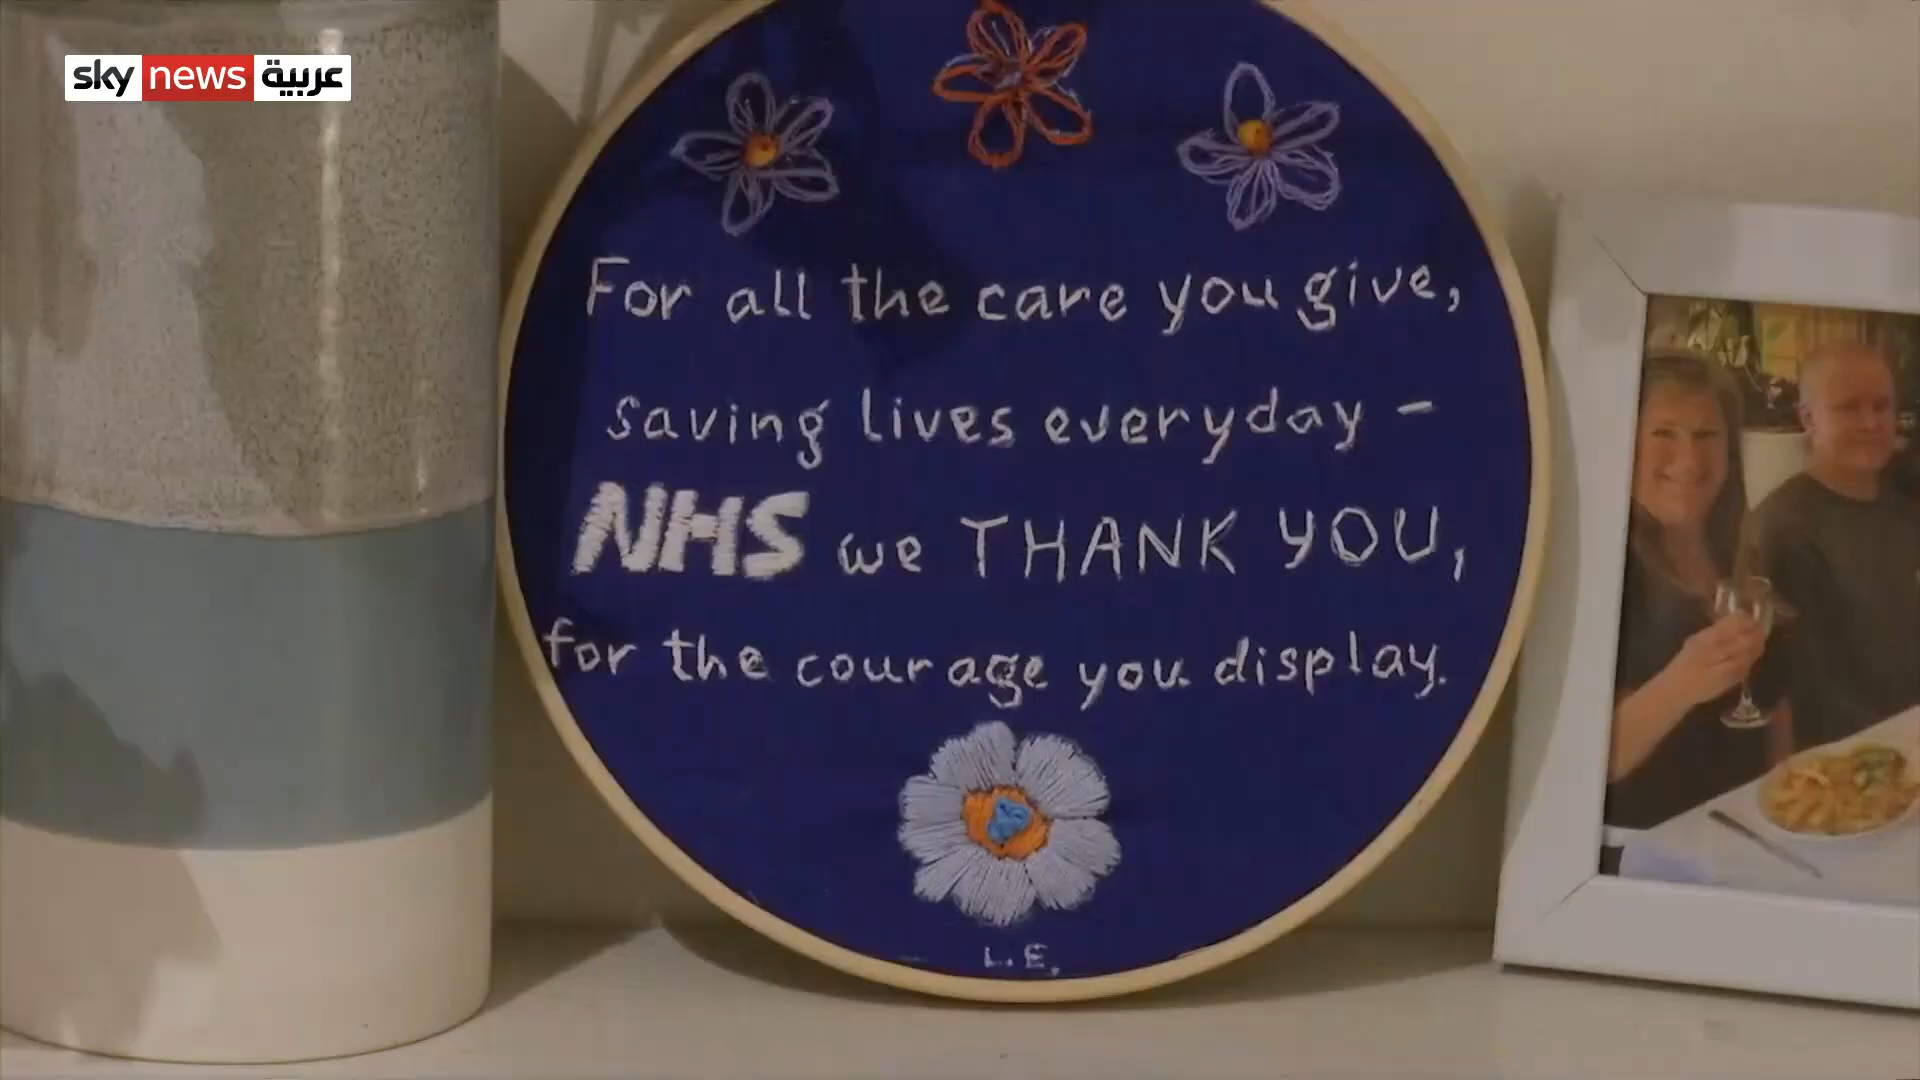 sky news عربية
For all the care you give,
saving lives everyday -
NHS we THANK YOU,
for the courage you display.
L.E.